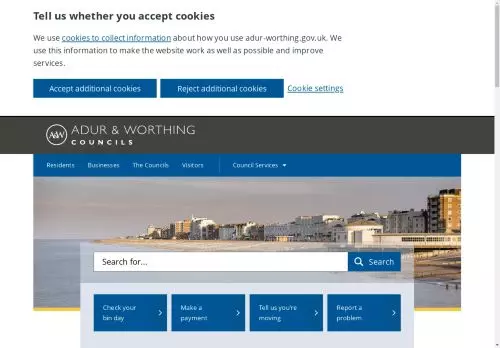 Tell us whether you accept cookies
We use cookies to collect information about how you use adur-worthing.gov.uk. We
use this information to make the website work as well as possible and improve
services.
Accept additional cookies
Reject additional cookies
Cookie settings
A&W
ADUR & WORTHING
COUNCILS
Residents
Businesses
The Councils
Visitors
Council Services
Search for...
Search
Check your
bin day
Make a
payment
Tell us you're
moving
Report a
problem